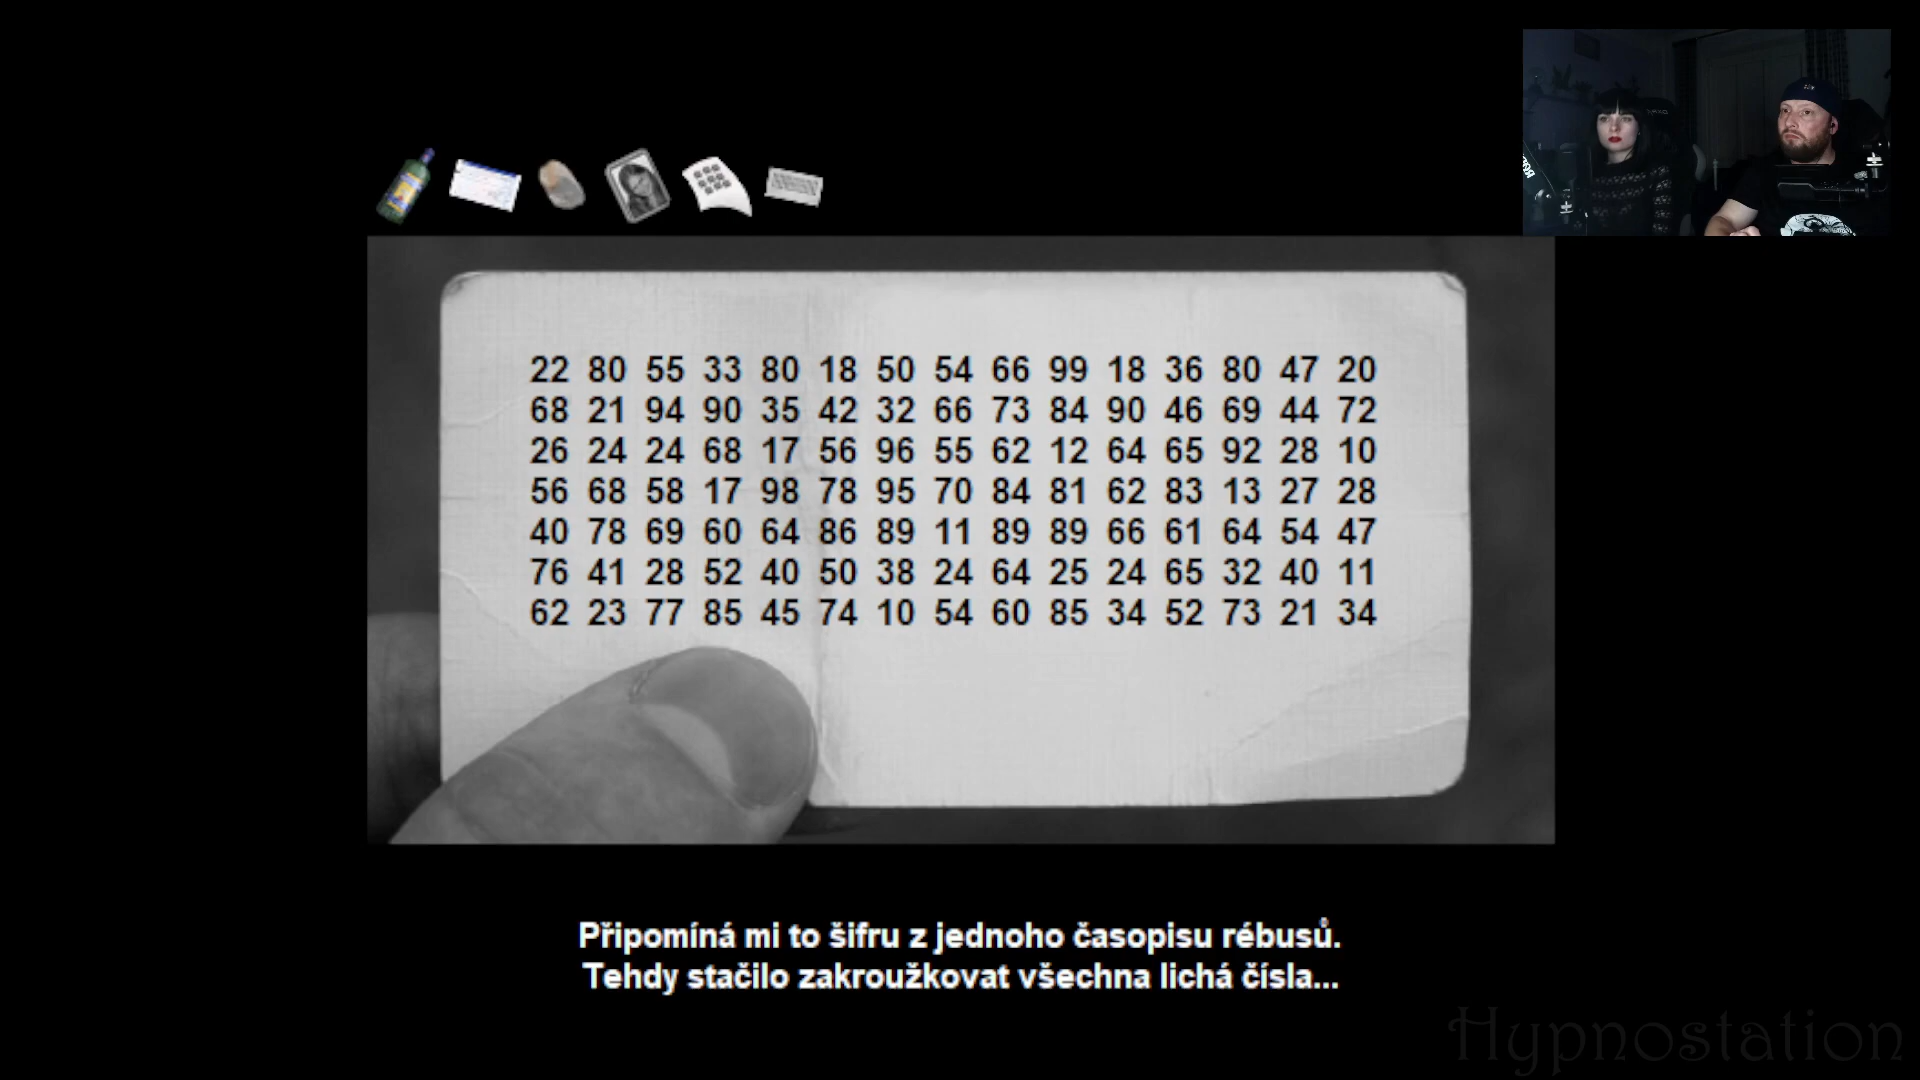 22 80 55 33 80 18 50 54 66 99 18 36 80 47 20
68 21 94 90 35 42 32 66 73 84 90 46 69 44 72
26 24 24 68 17 56 96 55 62 12 64 65 92 28 10
56 68 58 17 98 78 95 70 84 81 62 83 13 27 28
40 78 69 60 64 86 89 11 89 89 66 61 64 54 47
76 41 28 52 40 50 38 24 64 25 24 65 32 40 11
62 23 77 85 45 74 10 54 60 85 34 52 73 21 34
Připomíná mi to šifru z jednoho časopisu rébusů.
Tehdy stačilo zakroužkovat všechna lichá čísla...
Hypnostation